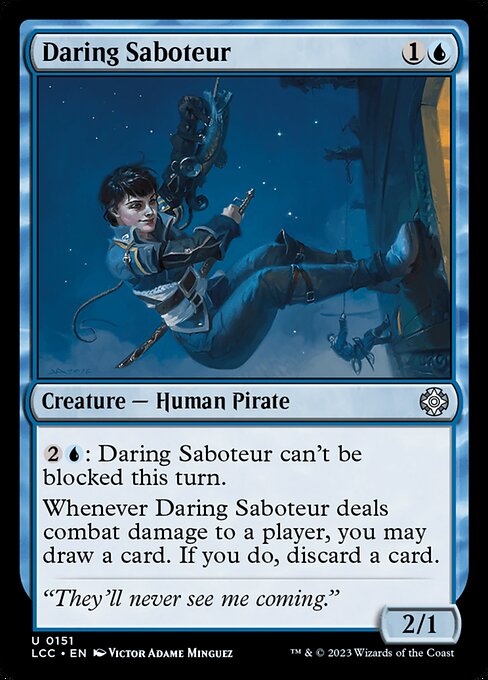 Daring Saboteur 1
Creature — Human Pirate
2: Daring Saboteur can't be
blocked this turn.
Whenever Daring Saboteur deals
combat damage to a player, you may
draw a card. If you do, discard a card.
“They'll never see me coming.”
2/1
U 0151
LCC • EN Victor Adame Minguez
™ & © 2023 Wizards of the Coast